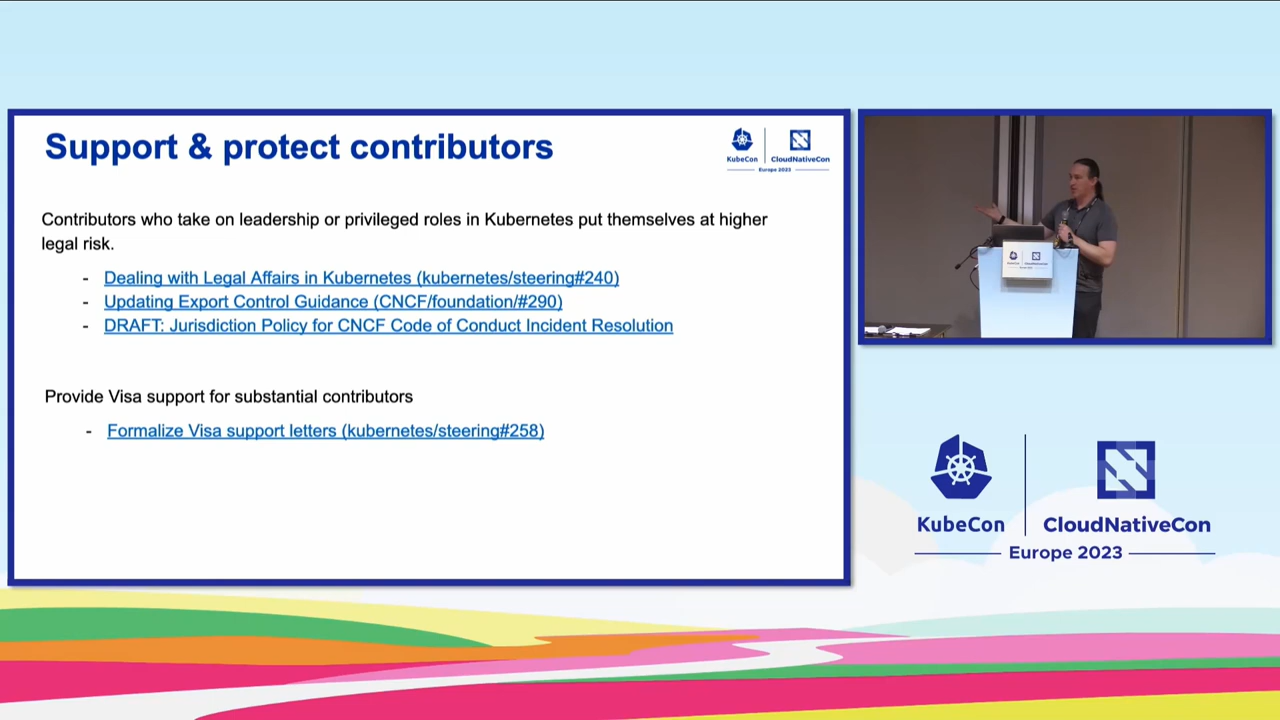 Support & protect contributors
KubeCon
CloudNativeCon
Europe 2023
Contributors who take on leadership or privileged roles in Kubernetes put themselves at higher
legal risk.
- Dealing with Legal Affairs in Kubernetes (kubernetes/steering#240)
- Updating Export Control Guidance (CNCF/foundation/#290)
- DRAFT: Jurisdiction Policy for CNCF Code of Conduct Incident Resolution
Provide Visa support for substantial contributors
- Formalize Visa support letters (kubernetes/steering#258)
KubeCon
CloudNativeCon
Europe 2023